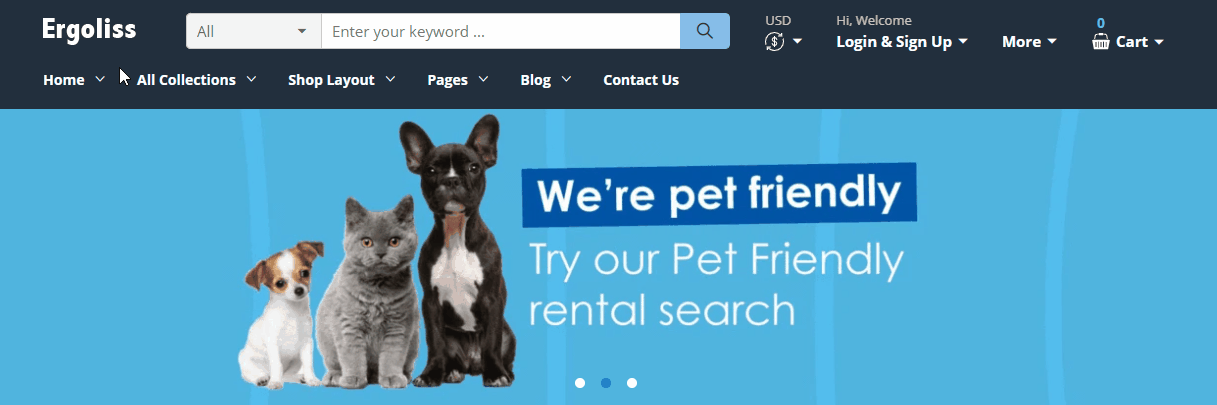 Ergoliss
All
Enter your keyword ...
USD
Hi, Welcome
Login & Sign Up
More
0
Cart
Home
All Collections
Shop Layout
Pages
Blog
Contact Us
We're pet friendly
Try our Pet Friendly
rental search